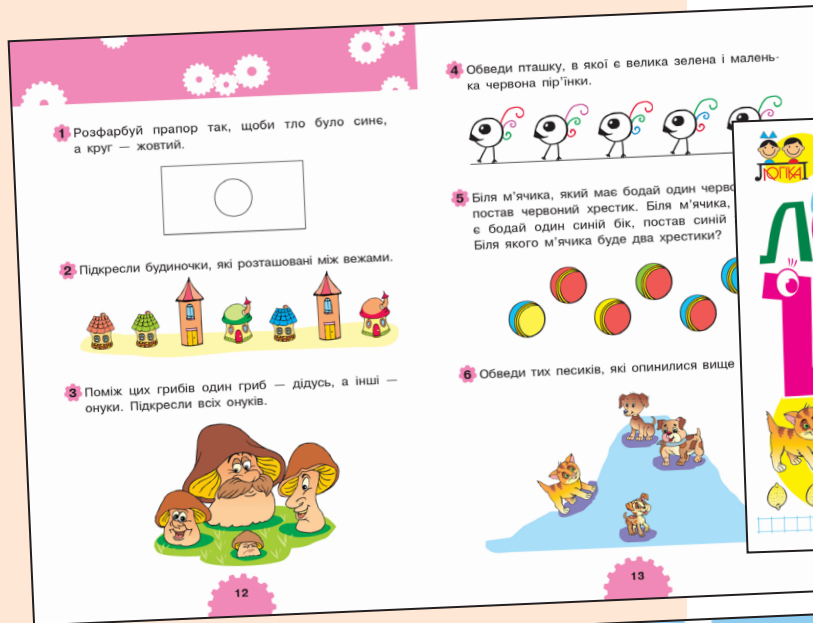 1 Розфарбуй прапор так, щоби тло було синє,
а круг — жовтий.
2 Підкресли будиночки, які розташовані між вежами.
3 Поміж цих грибів один гриб — дідусь, а інші —
онуки. Підкресли всіх онуків.
12
4 Обведи пташку, в якої є велика зелена і малень-
ка червона пір’їнки.
5 Біля м’ячика, який має бодай один
постав червоний хрестик. Біля м’ячика,
є бодай один синій бік, постав синій
Біля якого м’ячика буде два хрестики?
6 Обведи тих песиків, які опинилися вище
13
ЛОГІКА